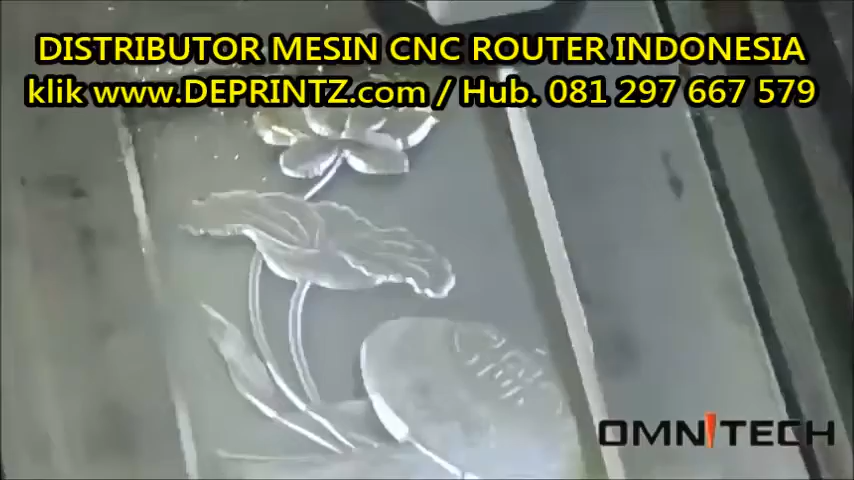 DISTRIBUTOR MESIN CNC ROUTER INDONESIA
klik www.DEPRINTZ.com / Hub. 081 297 667 579
OMNITECH